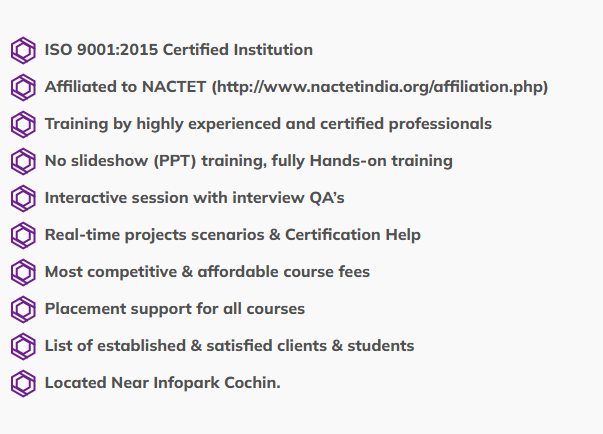 ISO 9001:2015 Certified Institution
Affiliated to NACTET (http://www.nactetindia.org/affiliation.php)
Training by highly experienced and certified professionals
No slideshow (PPT) training, fully Hands-on training
Interactive session with interview QA’s
Real-time projects scenarios & Certification Help
Most competitive & affordable course fees
Placement support for all courses
List of established & satisfied clients & students
Located Near Infopark Cochin.